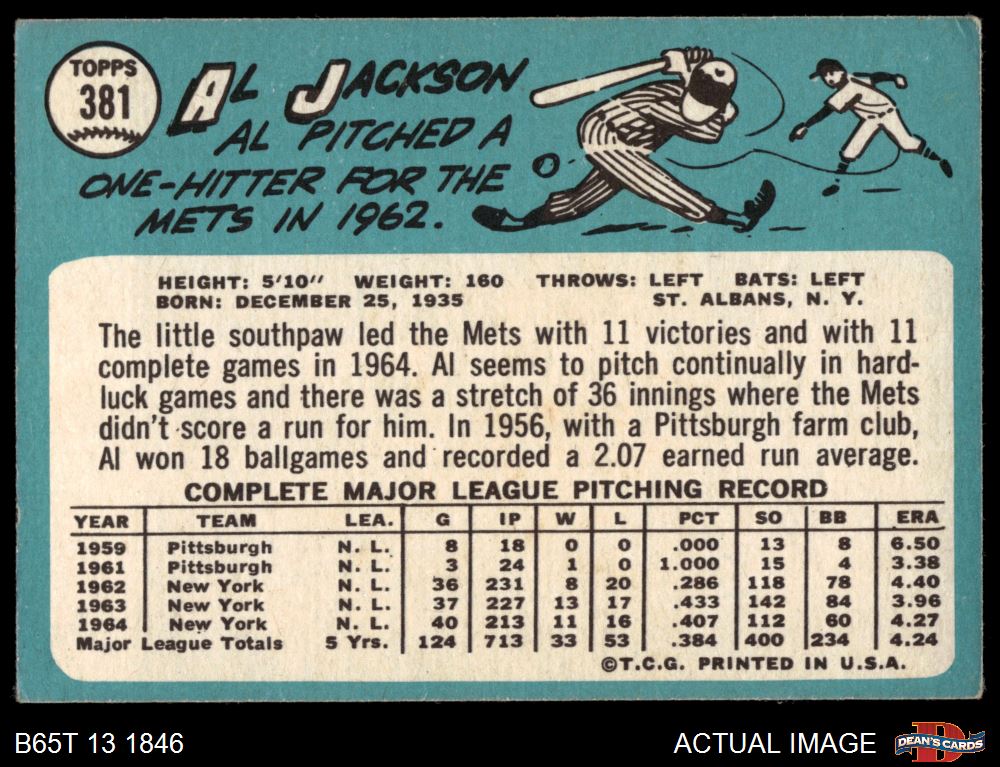 TOPPS
381
AL JACKSON
AL PITCHED A
ONE-HITTER FOR THE
METS IN 1962.
HEIGHT: 5'10" WEIGHT: 160 THROWS: LEFT BATS: LEFT
BORN: DECEMBER 25, 1935 ST. ALBANS, N. Y.
The little southpaw led the Mets with 11 victories and with 11
complete games in 1964. Al seems to pitch continually in hard-
luck games and there was a stretch of 36 innings where the Mets
didn't score a run for him. In 1956, with a Pittsburgh farm club,
Al won 18 ballgames and recorded a 2.07 earned run average.
COMPLETE MAJOR LEAGUE PITCHING RECORD
YEAR TEAM LEA. G IP W L PCT SO BB ERA
1959 Pittsburgh N. L. 8 18 0 0 .000 13 8 6.50
1961 Pittsburgh N. L. 3 24 1 0 1.000 15 4 3.38
1962 New York N. L. 36 231 8 20 .286 118 78 4.40
1963 New York N. L. 37 227 13 17 .433 142 84 3.96
1964 New York N. L. 40 213 11 16 .407 112 60 4.27
Major League Totals 5 Yrs. 124 713 33 53 .384 400 234 4.24
©T.C.G. PRINTED IN U.S.A.
B65T 13 1846 ACTUAL IMAGE D DEAN'S CARDS